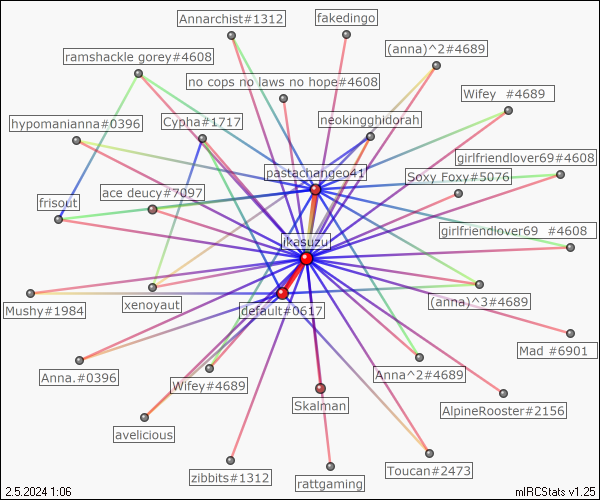 Annarchist#1312
fakedingo
ramshackle gorey#4608
(anna)^2#4689
no cops no laws no hope#4608
Wifey #4689
hypomanianna#0396
Cypha#1717
neokingghidorah
girlfriendlover69#4608
pastachangeo41
Soxy Foxy#5076
ace deucy#7097
frisout
girlfriendlover69 #4608
ikasuzu
(anna)^3#4689
xenoyaut
Mushy#1984
default#0617
Mad #6901
Anna.#0396
Wifey#4689
Anna^2#4689
Skalman
AlpineRooster#2156
avelicious
Toucan#2473
zibbits#1312
rattgaming
2.5.2024 1:06
mIRCStats v1.25